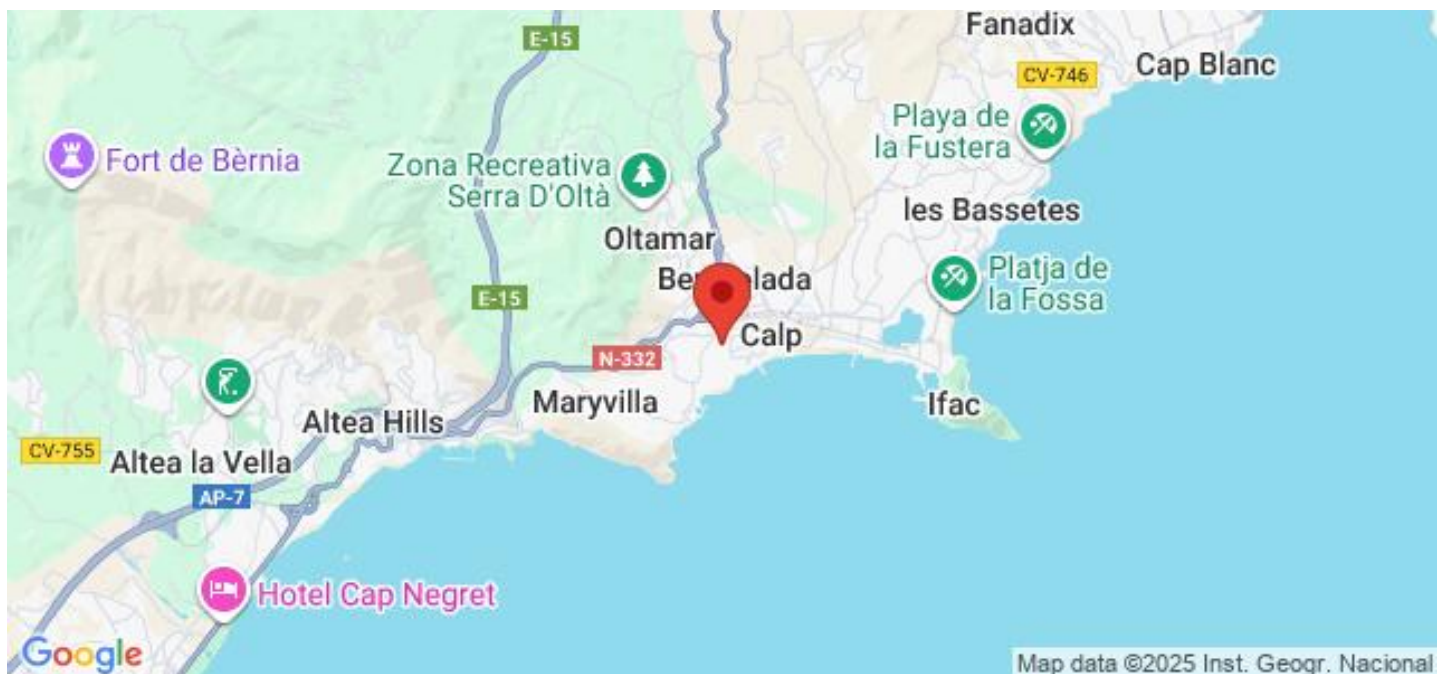 E-15
Fanadix
CV-746
Cap Blanc
Playa de
la Fustera
Fort de Bèrnia
Zona Recreativa
Serra D'Oltà
les Bassetes
Oltamar
Platja de
la Fossa
E-15
Calp
N-332
Maryvilla
Ifac
Altea Hills
CV-755
Altea la Vella
AP-7
Hotel Cap Negret
Google
Map data ©2025 Inst. Geogr. Nacional